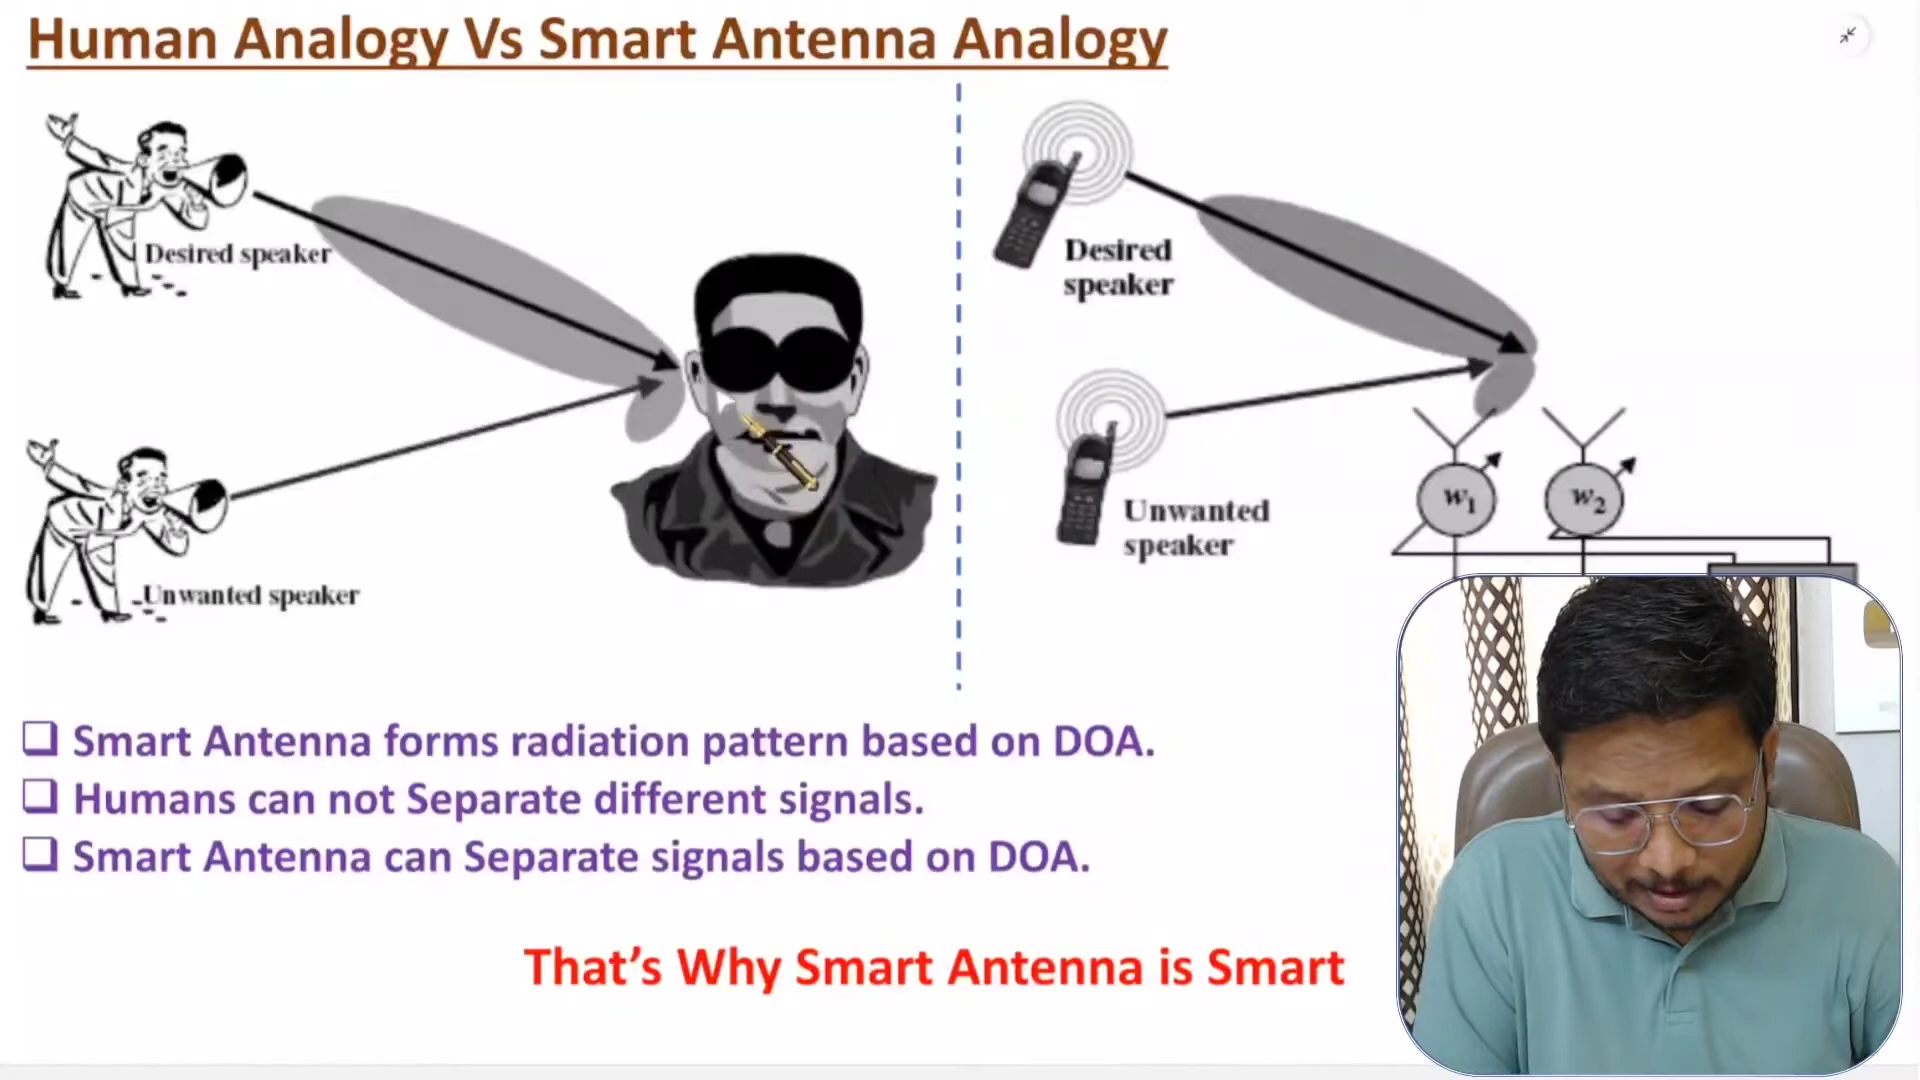 Human Analogy Vs Smart Antenna Analogy
Desired speaker
Unwanted speaker
Desired
speaker
Unwanted
speaker
w1
w2
❑ Smart Antenna forms radiation pattern based on DOA.
❑ Humans can not Separate different signals.
❑ Smart Antenna can Separate signals based on DOA.
That's Why Smart Antenna is Smart